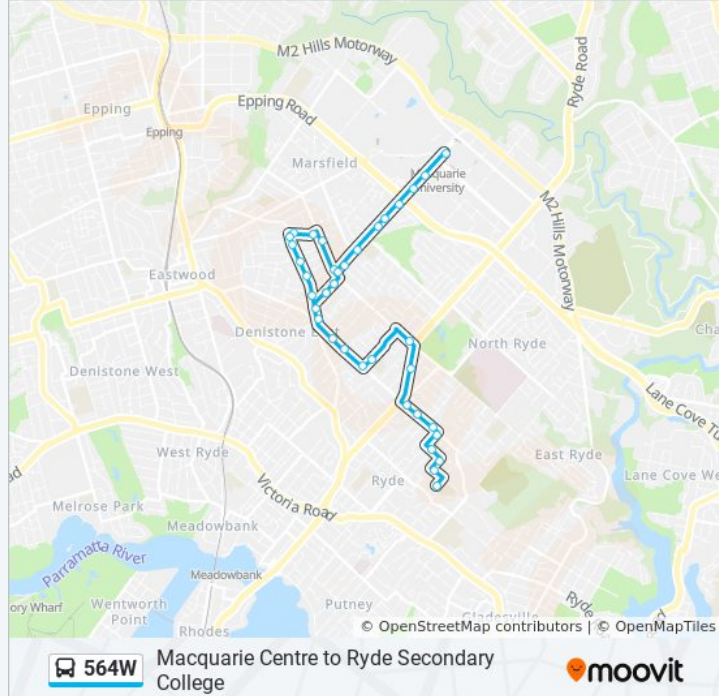 M2 Hills Motorway
Ryde Road
Epping
Epping Road
Epping
Marsfield
Macquarie
University
M2 Hills Motorway
Eastwood
Denistone East
North Ryde
Cha
Denistone West
Lane Cove Tu
West Ryde
East Ryde
Ryde
Lane Cove We
Victoria Road
Melrose Park
Meadowbank
Parramatta River
Meadowbank
ory Wharf
Wentworth
Point
Putney
Gladesville
Ryde
Rhodes
© OpenStreetMap contributors | © OpenMapTiles
564W
Macquarie Centre to Ryde Secondary
College
moovit